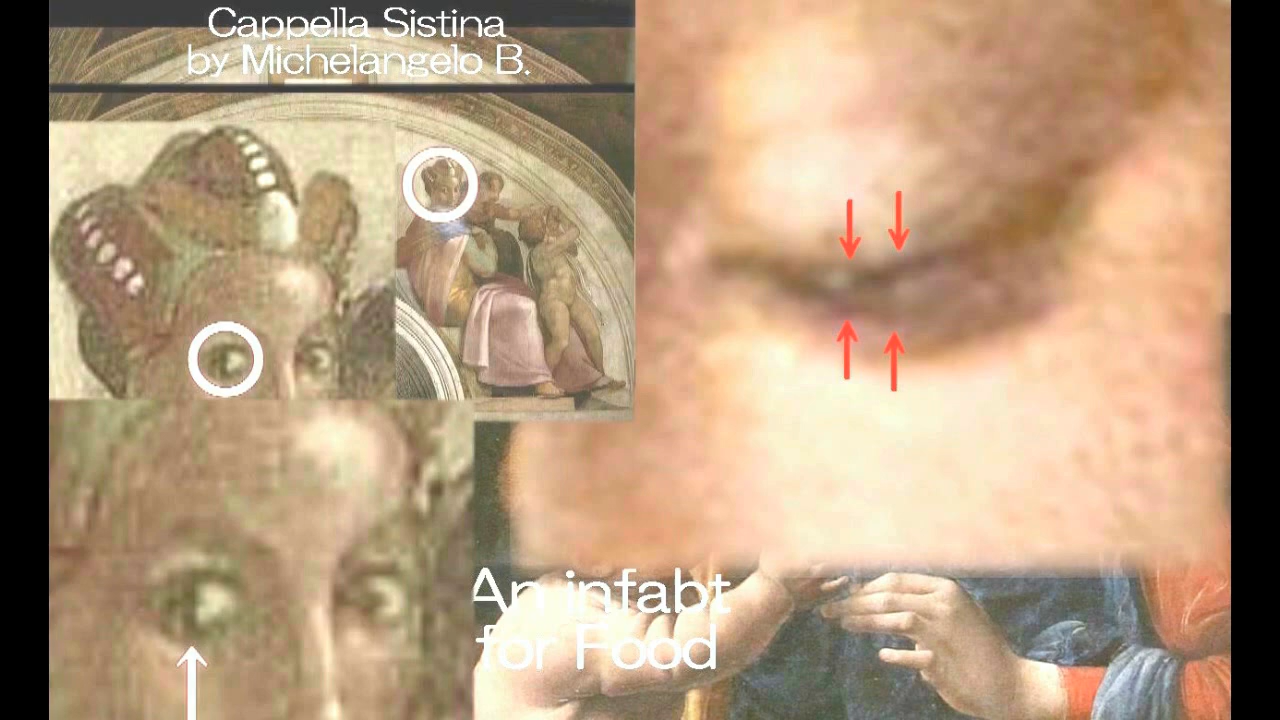 Cappella Sistina
by Michelangelo B.
An infabt
for Food